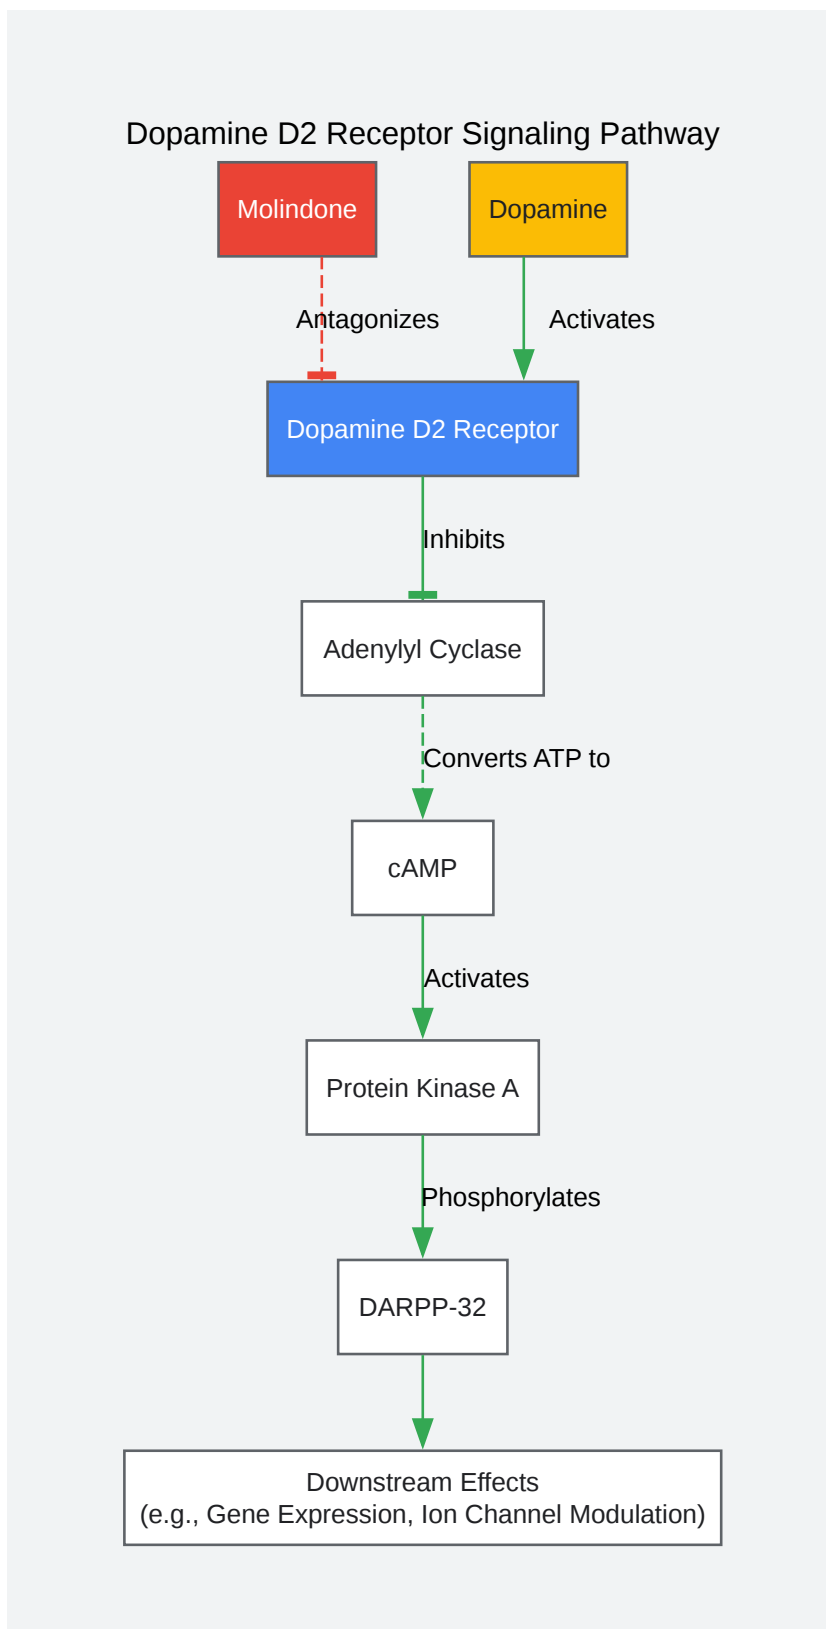 Dopamine D2 Receptor Signaling Pathway
Molindone
Dopamine
Antagonizes
Activates
Dopamine D2 Receptor
Inhibits
Adenylyl Cyclase
Converts ATP to
cAMP
Activates
Protein Kinase A
Phosphorylates
DARPP-32
Downstream Effects
(e.g., Gene Expression, Ion Channel Modulation)